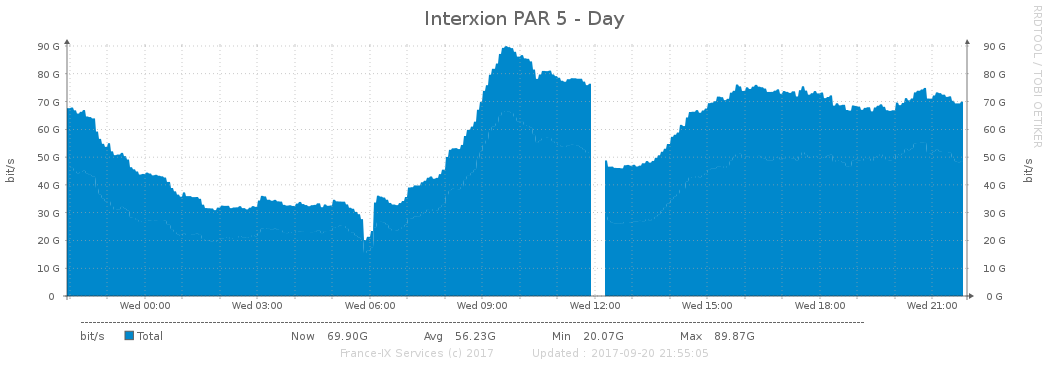 Interxion PAR 5 - Day
RRDTOOL / TOBI OETIKER
90 G 90 G
80 G 80 G
70 G 70 G
60 G 60 G
50 G 50 G
40 G 40 G
30 G 30 G
20 G 20 G
10 G 10 G
0 0 G
bit/s bit/s
Wed 00:00 Wed 03:00 Wed 06:00 Wed 09:00 Wed 12:00 Wed 15:00 Wed 18:00 Wed 21:00
bit/s Total Now 69.90G Avg 56.23G Min 20.07G Max 89.87G
France-IX Services (c) 2017 Updated : 2017-09-20 21:55:05